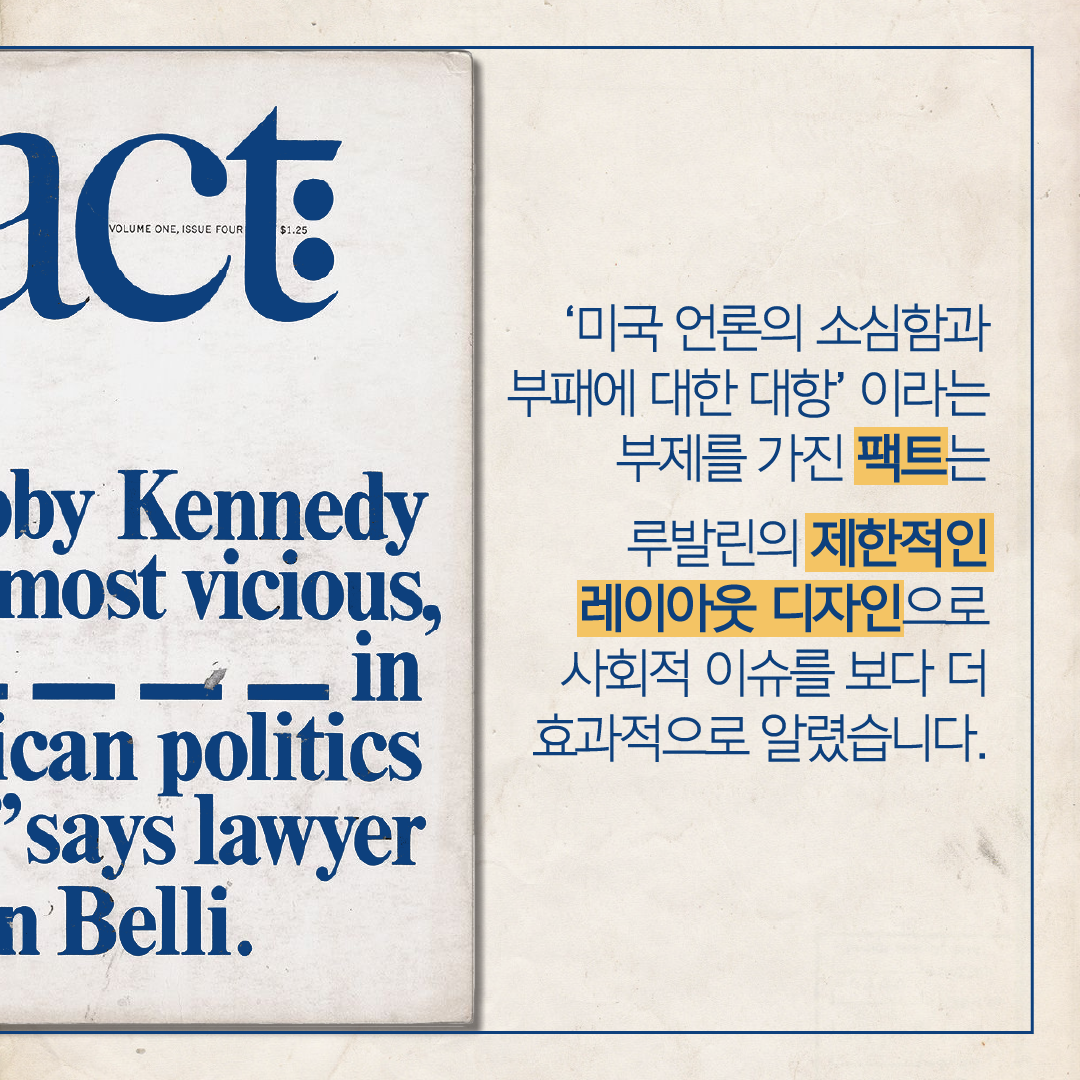 act:
VOLUME ONE, ISSUE FOUR $1.25
bby Kennedy
most vicious,
in
ican politics
” says lawyer
n Belli.
‘미국 언론의 소심함과
부패에 대한 대항’ 이라는
부제를 가진 팩트는
루발린의 제한적인
레이아웃 디자인으로
사회적 이슈를 보다 더
효과적으로 알렸습니다.